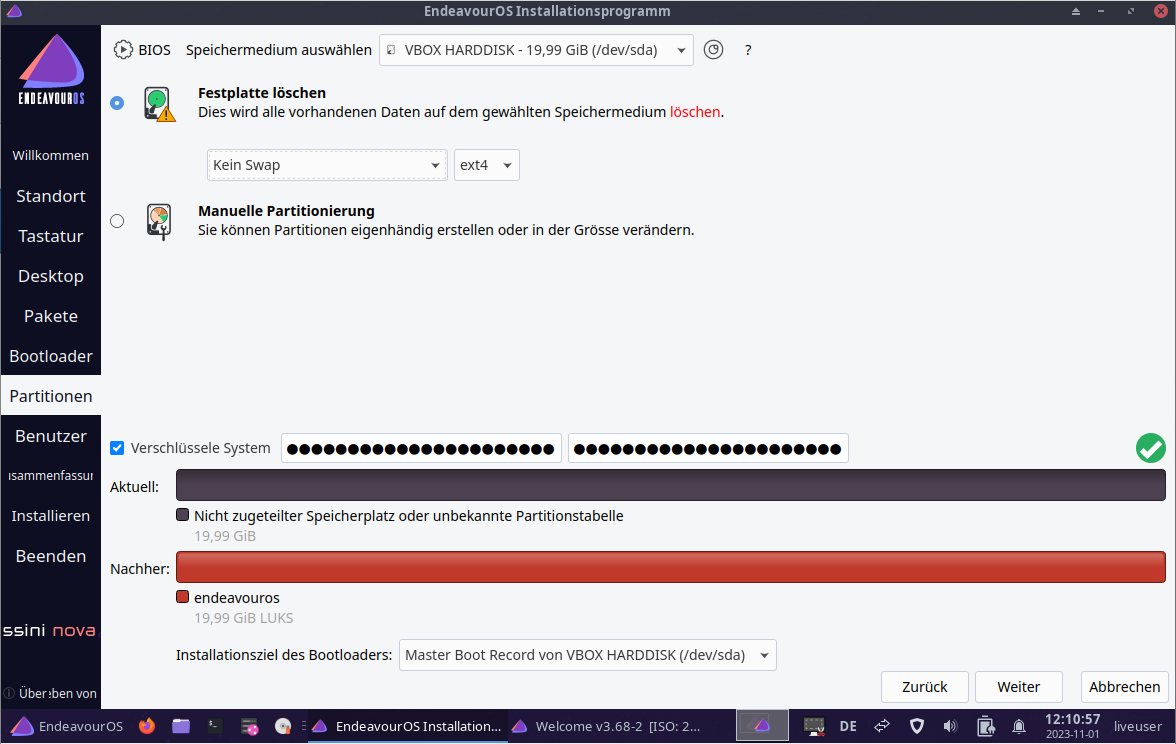 EndeavourOS Installationsprogramm
ENDEAVOUROS
BIOS Speichermedium auswählen VBOX HARDDISK - 19,99 GiB (/dev/sda) ?
Festplatte löschen
Dies wird alle vorhandenen Daten auf dem gewählten Speichermedium löschen.
Kein Swap ext4
Manuelle Partitionierung
Sie können Partitionen eigenhändig erstellen oder in der Grösse verändern.
Willkommen
Standort
Tastatur
Desktop
Pakete
Bootloader
Partitionen
Benutzer
usammenfassun
Installieren
Beenden
ssini nova
Über
eben von
Verschlüssele System ●●●●●●●●●●●●●●●●●●●●●● ●●●●●●●●●●●●●●●●●●●●●●
Aktuell:
Nicht zugeteilter Speicherplatz oder unbekannte Partitionstabelle
19,99 GiB
Nachher:
endeavouros
19,99 GiB LUKS
Installationsziel des Bootloaders: Master Boot Record von VBOX HARDDISK (/dev/sda)
Zurück Weiter Abbrechen
EndeavourOS EndeavourOS Installation... Welcome v3.68-2 [ISO: 2... DE 12:10:57 liveuser
2023-11-01